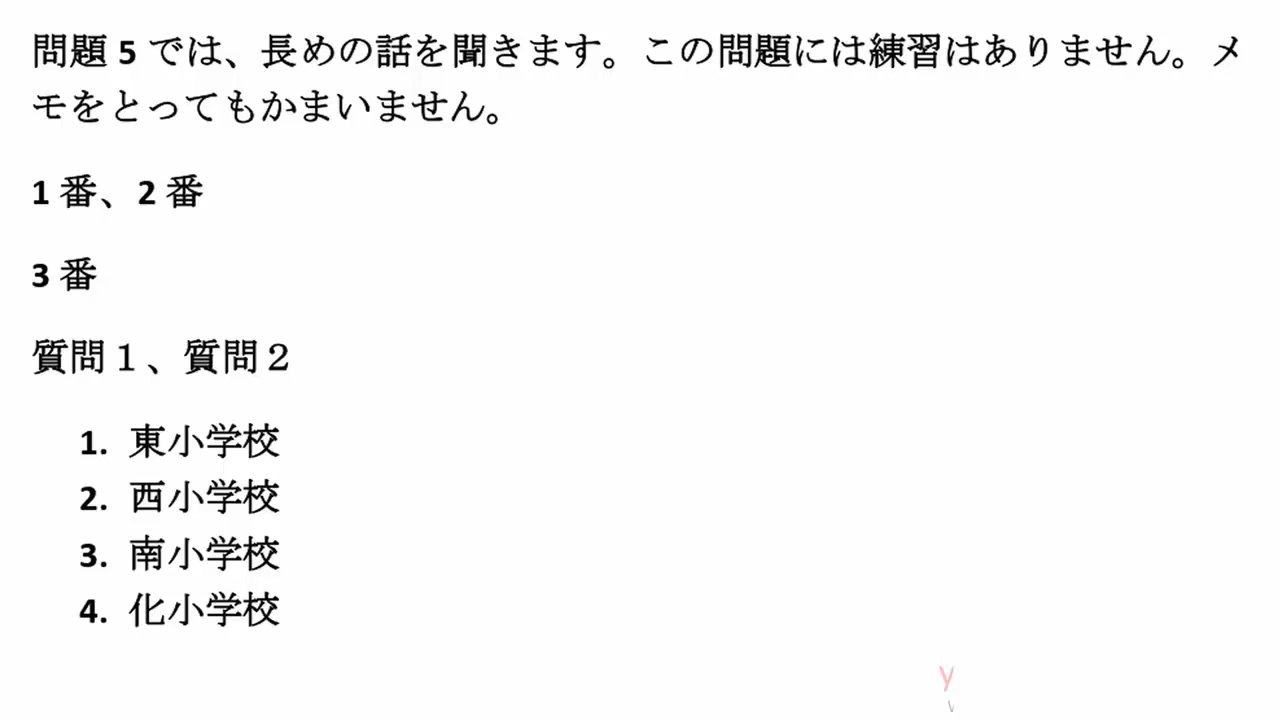 問題 5 では、長めの話を聞きます。この問題には練習はありません。メ
モをとってもかまいません。
1 番、2 番
3 番
質問１、質問２
1. 東小学校
2. 西小学校
3. 南小学校
4. 化小学校
y